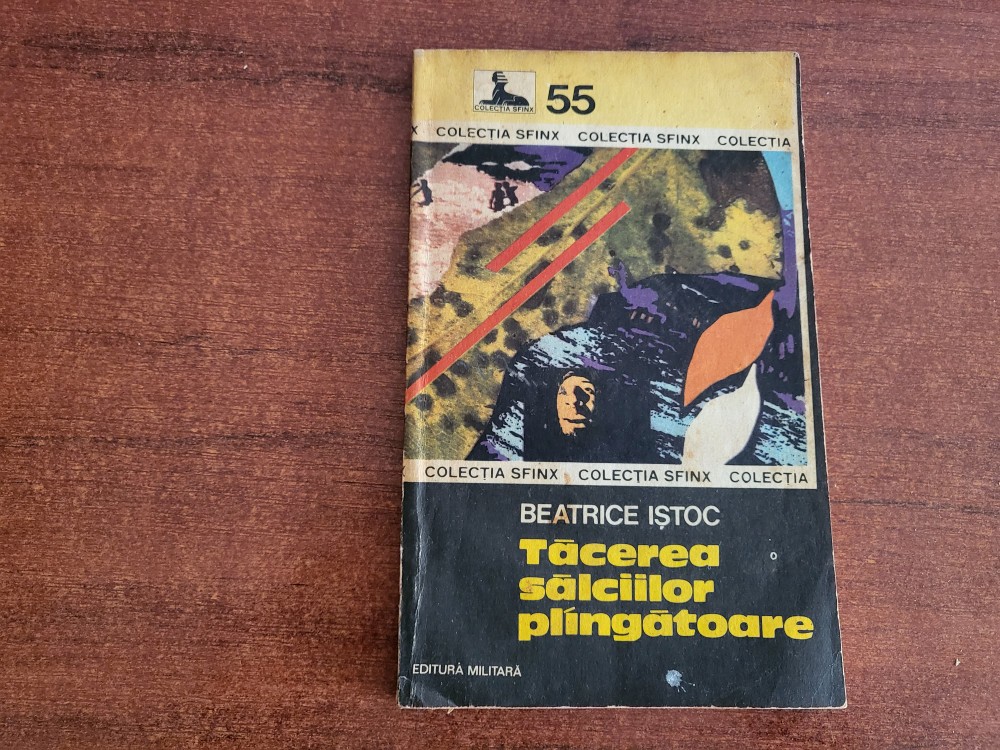 COLECȚIA SFINX
55
X COLECȚIA SFINX COLECȚIA SFINX COLECȚIA
X COLECȚIA SFINX COLECȚIA SFINX COLECȚIA
BEATRICE IȘTOC
Tăcerea
sălciilor
plîngătoare
EDITURĂ MILITARĂ